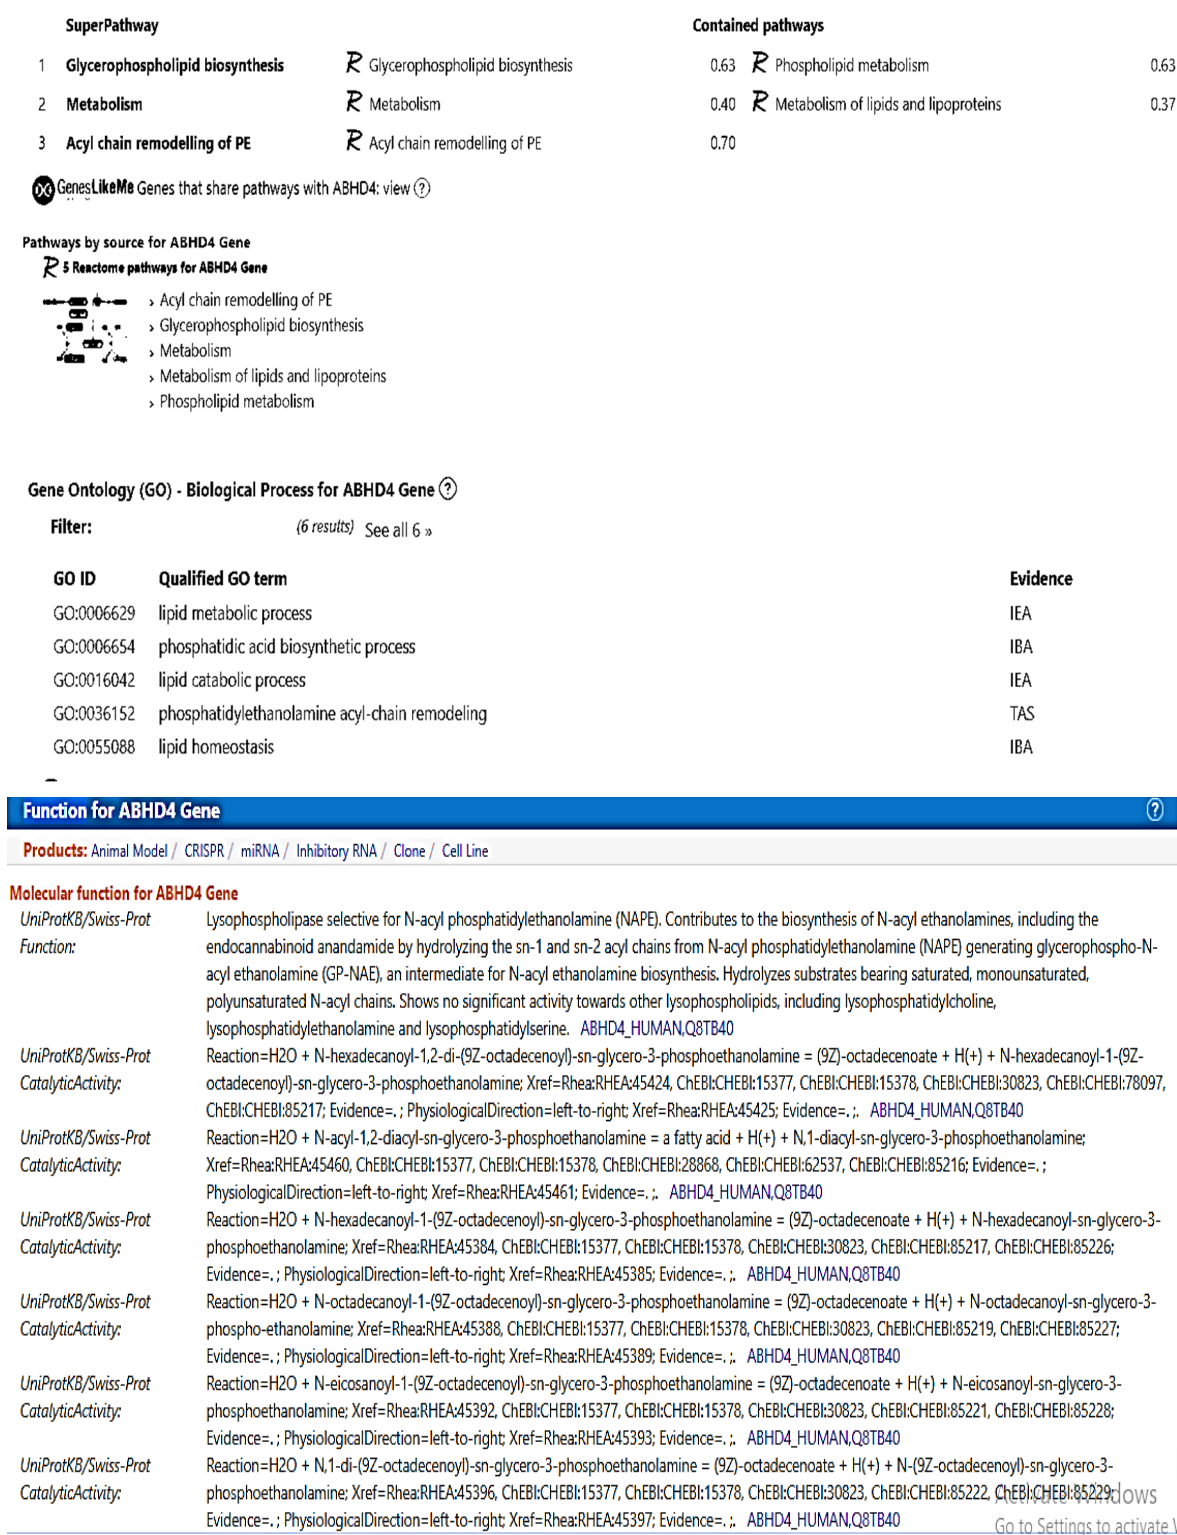 SuperPathway Contained pathways
1 Glycerophospholipid biosynthesis R Glycerophospholipid biosynthesis 0.63 R Phospholipid metabolism 0.63
2 Metabolism R Metabolism 0.40 R Metabolism of lipids and lipoproteins 0.37
3 Acyl chain remodelling of PE R Acyl chain remodelling of PE 0.70
GenesLikeMe Genes that share pathways with ABHD4: view ?
Pathways by source for ABHD4 Gene
R 5 Reactome pathways for ABHD4 Gene
› Acyl chain remodelling of PE
› Glycerophospholipid biosynthesis
› Metabolism
› Metabolism of lipids and lipoproteins
› Phospholipid metabolism
Gene Ontology (GO) - Biological Process for ABHD4 Gene ?
Filter: (6 results) See all 6 »
GO ID Qualified GO term Evidence
GO:0006629 lipid metabolic process IEA
GO:0006654 phosphatidic acid biosynthetic process IBA
GO:0016042 lipid catabolic process IEA
GO:0036152 phosphatidylethanolamine acyl-chain remodeling TAS
GO:0055088 lipid homeostasis IBA
Function for ABHD4 Gene ?
Products: Animal Model / CRISPR / miRNA / Inhibitory RNA / Clone / Cell Line
Molecular function for ABHD4 Gene
UniProtKB/Swiss-Prot Lysophospholipase selective for N-acyl phosphatidylethanolamine (NAPE). Contributes to the biosynthesis of N-acyl ethanolamines, including the
Function: endocannabinoid anandamide by hydrolyzing the sn-1 and sn-2 acyl chains from N-acyl phosphatidylethanolamine (NAPE) generating glycerophospho-N-
acyl ethanolamine (GP-NAE), an intermediate for N-acyl ethanolamine biosynthesis. Hydrolyzes substrates bearing saturated, monounsaturated,
polyunsaturated N-acyl chains. Shows no significant activity towards other lysophospholipids, including lysophosphatidylcholine,
lysophosphatidylethanolamine and lysophosphatidylserine. ABHD4_HUMAN,Q8TB40
UniProtKB/Swiss-Prot Reaction=H2O + N-hexadecanoyl-1,2-di-(9Z-octadecenoyl)-sn-glycero-3-phosphoethanolamine = (9Z)-octadecenoate + H(+) + N-hexadecanoyl-1-(9Z-
CatalyticActivity: octadecenoyl)-sn-glycero-3-phosphoethanolamine; Xref=Rhea:RHEA:45424, ChEBI:CHEBI:15377, ChEBI:CHEBI:15378, ChEBI:CHEBI:30823, ChEBI:CHEBI:78097,
ChEBI:CHEBI:85217; Evidence=. ; PhysiologicalDirection=left-to-right; Xref=Rhea:RHEA:45425; Evidence=. ;. ABHD4_HUMAN,Q8TB40
UniProtKB/Swiss-Prot Reaction=H2O + N-acyl-1,2-diacyl-sn-glycero-3-phosphoethanolamine = a fatty acid + H(+) + N,1-diacyl-sn-glycero-3-phosphoethanolamine;
CatalyticActivity: Xref=Rhea:RHEA:45460, ChEBI:CHEBI:15377, ChEBI:CHEBI:15378, ChEBI:CHEBI:28868, ChEBI:CHEBI:62537, ChEBI:CHEBI:85216; Evidence=. ;
PhysiologicalDirection=left-to-right; Xref=Rhea:RHEA:45461; Evidence=. ;. ABHD4_HUMAN,Q8TB40
UniProtKB/Swiss-Prot Reaction=H2O + N-hexadecanoyl-1-(9Z-octadecenoyl)-sn-glycero-3-phosphoethanolamine = (9Z)-octadecenoate + H(+) + N-hexadecanoyl-sn-glycero-3-
CatalyticActivity: phosphoethanolamine; Xref=Rhea:RHEA:45384, ChEBI:CHEBI:15377, ChEBI:CHEBI:15378, ChEBI:CHEBI:30823, ChEBI:CHEBI:85217, ChEBI:CHEBI:85226;
Evidence=. ; PhysiologicalDirection=left-to-right; Xref=Rhea:RHEA:45385; Evidence=. ;. ABHD4_HUMAN,Q8TB40
UniProtKB/Swiss-Prot Reaction=H2O + N-octadecanoyl-1-(9Z-octadecenoyl)-sn-glycero-3-phosphoethanolamine = (9Z)-octadecenoate + H(+) + N-octadecanoyl-sn-glycero-3-
CatalyticActivity: phospho-ethanolamine; Xref=Rhea:RHEA:45388, ChEBI:CHEBI:15377, ChEBI:CHEBI:15378, ChEBI:CHEBI:30823, ChEBI:CHEBI:85219, ChEBI:CHEBI:85227;
Evidence=. ; PhysiologicalDirection=left-to-right; Xref=Rhea:RHEA:45389; Evidence=. ;. ABHD4_HUMAN,Q8TB40
UniProtKB/Swiss-Prot Reaction=H2O + N-eicosanoyl-1-(9Z-octadecenoyl)-sn-glycero-3-phosphoethanolamine = (9Z)-octadecenoate + H(+) + N-eicosanoyl-sn-glycero-3-
CatalyticActivity: phosphoethanolamine; Xref=Rhea:RHEA:45392, ChEBI:CHEBI:15377, ChEBI:CHEBI:15378, ChEBI:CHEBI:30823, ChEBI:CHEBI:85221, ChEBI:CHEBI:85228;
Evidence=. ; PhysiologicalDirection=left-to-right; Xref=Rhea:RHEA:45393; Evidence=. ;. ABHD4_HUMAN,Q8TB40
UniProtKB/Swiss-Prot Reaction=H2O + N,1-di-(9Z-octadecenoyl)-sn-glycero-3-phosphoethanolamine = (9Z)-octadecenoate + H(+) + N-(9Z-octadecenoyl)-sn-glycero-3-
CatalyticActivity: phosphoethanolamine; Xref=Rhea:RHEA:45396, ChEBI:CHEBI:15377, ChEBI:CHEBI:15378, ChEBI:CHEBI:30823, ChEBI:CHEBI:85222, ChEBI:CHEBI:85229;
Evidence=. ; PhysiologicalDirection=left-to-right; Xref=Rhea:RHEA:45397; Evidence=. ;. ABHD4_HUMAN,Q8TB40
Activate Windows
Go to Settings to activate